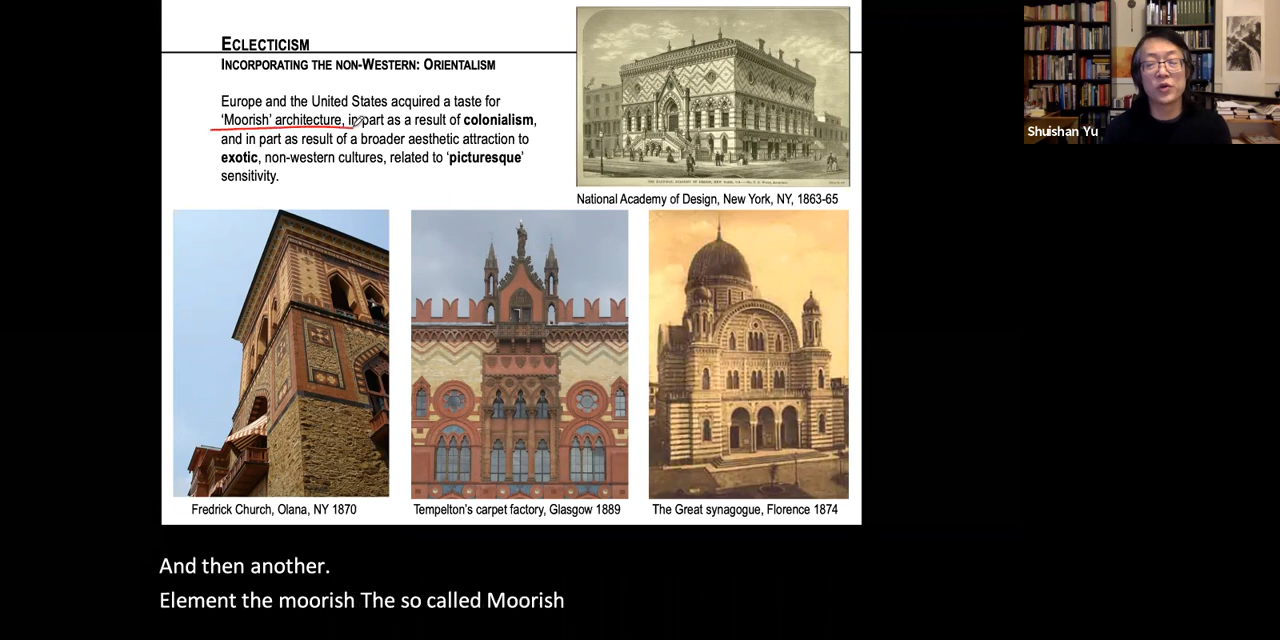 ECLECTICISM
INCORPORATING THE NON-WESTERN: ORIENTALISM
Europe and the United States acquired a taste for
‘Moorish’ architecture, in part as a result of colonialism,
and in part as result of a broader aesthetic attraction to
exotic, non-western cultures, related to ‘picturesque’
sensitivity.
National Academy of Design, New York, NY, 1863-65
Fredrick Church, Olana, NY 1870
Tempelton’s carpet factory, Glasgow 1889
The Great synagogue, Florence 1874
Shuishan Yu
And then another.
Element the moorish The so called Moorish